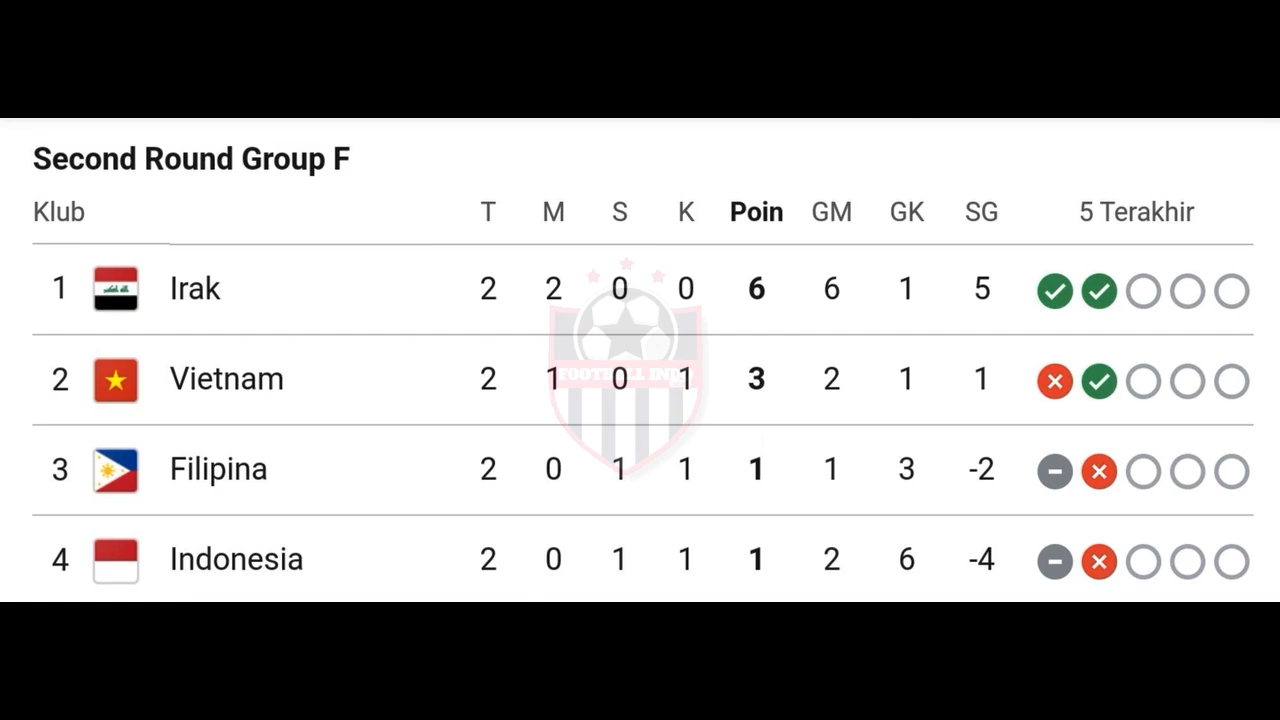 Second Round Group F
Klub T M S K Poin GM GK SG 5 Terakhir
1 Irak 2 2 0 0 6 6 1 5
2 Vietnam 2 1 0 1 3 2 1 1
3 Filipina 2 0 1 1 1 1 3 -2
4 Indonesia 2 0 1 1 1 2 6 -4